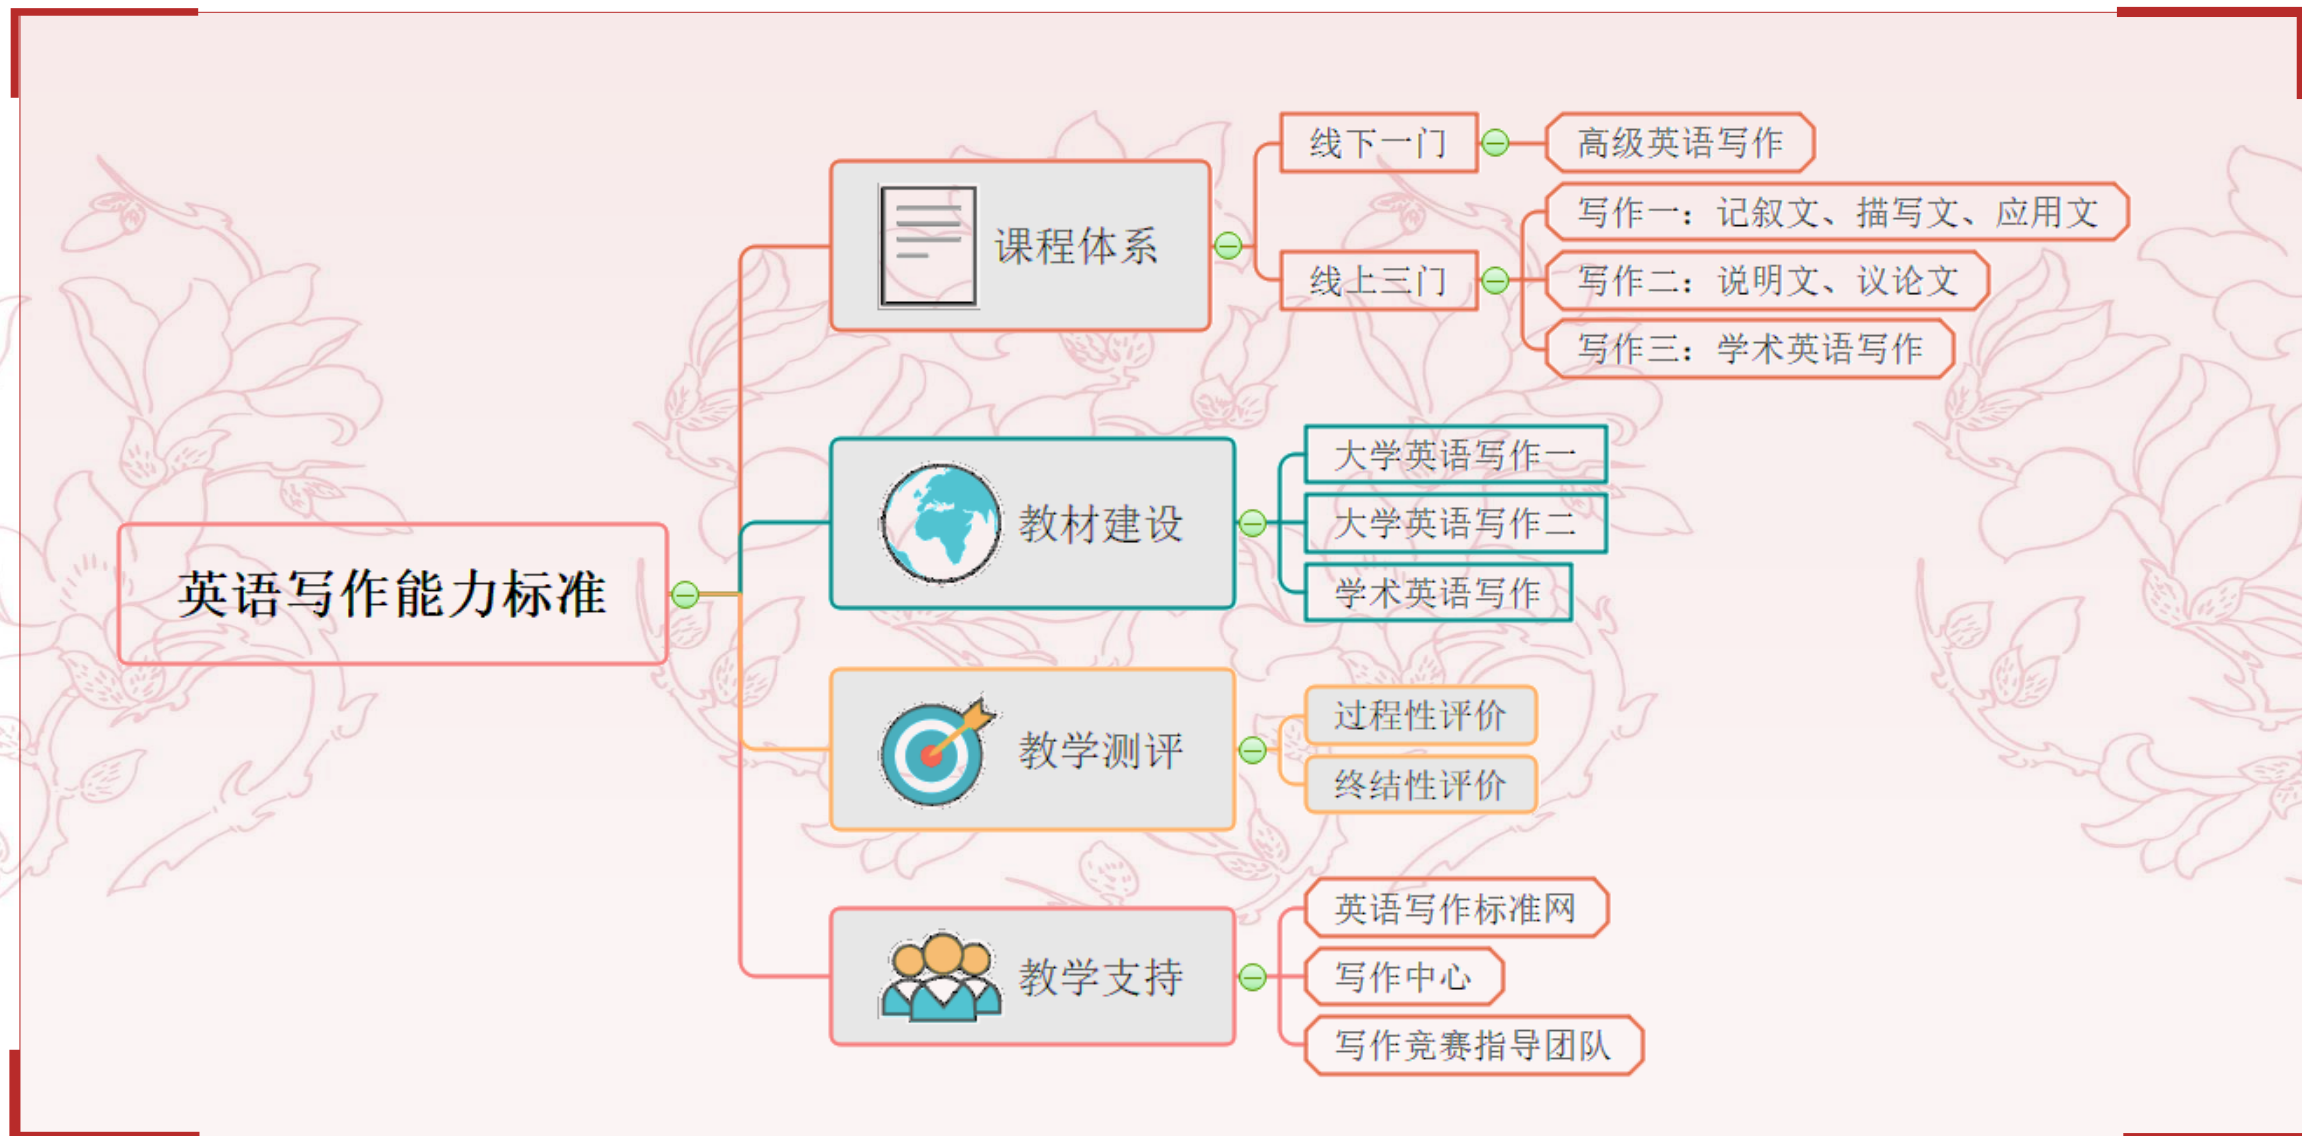 英语写作能力标准
课程体系
线下一门
高级英语写作
线上三门
写作一：记叙文、描写文、应用文
写作二：说明文、议论文
写作三：学术英语写作
教材建设
大学英语写作一
大学英语写作二
学术英语写作
教学测评
过程性评价
终结性评价
教学支持
英语写作标准网
写作中心
写作竞赛指导团队